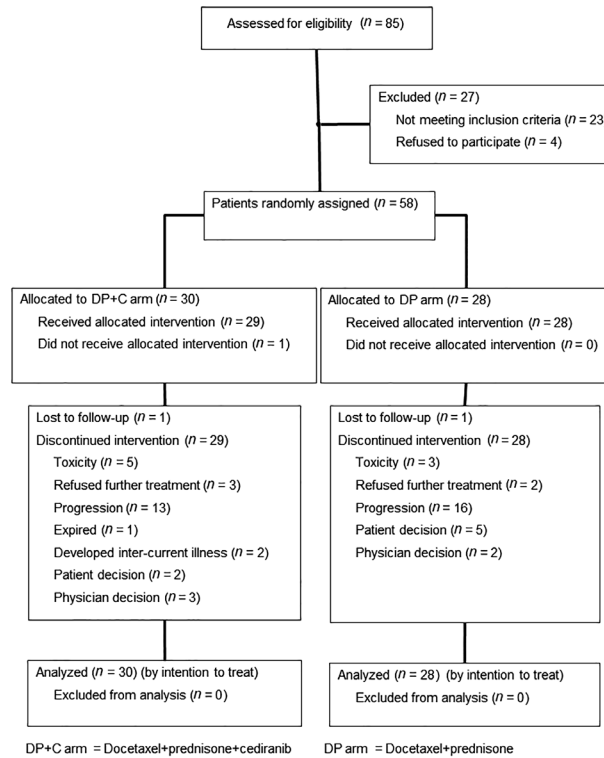 Assessed for eligibility (n = 85)
Excluded (n = 27)
Not meeting inclusion criteria (n = 23
Refused to participate (n = 4)
Patients randomly assigned (n = 58)
Allocated to DP+C arm (n = 30)
Received allocated intervention (n = 29)
Did not receive allocated intervention (n = 1)
Allocated to DP arm (n = 28)
Received allocated intervention (n = 28)
Did not receive allocated intervention (n = 0)
Lost to follow-up (n = 1)
Discontinued intervention (n = 29)
Toxicity (n = 5)
Refused further treatment (n = 3)
Progression (n = 13)
Expired (n = 1)
Developed inter-current illness (n = 2)
Patient decision (n = 2)
Physician decision (n = 3)
Lost to follow-up (n = 1)
Discontinued intervention (n = 28)
Toxicity (n = 3)
Refused further treatment (n = 2)
Progression (n = 16)
Patient decision (n = 5)
Physician decision (n = 2)
Analyzed (n = 30) (by intention to treat)
Excluded from analysis (n = 0)
Analyzed (n = 28) (by intention to treat)
Excluded from analysis (n = 0)
DP+C arm = Docetaxel+prednisone+cediranib
DP arm = Docetaxel+prednisone